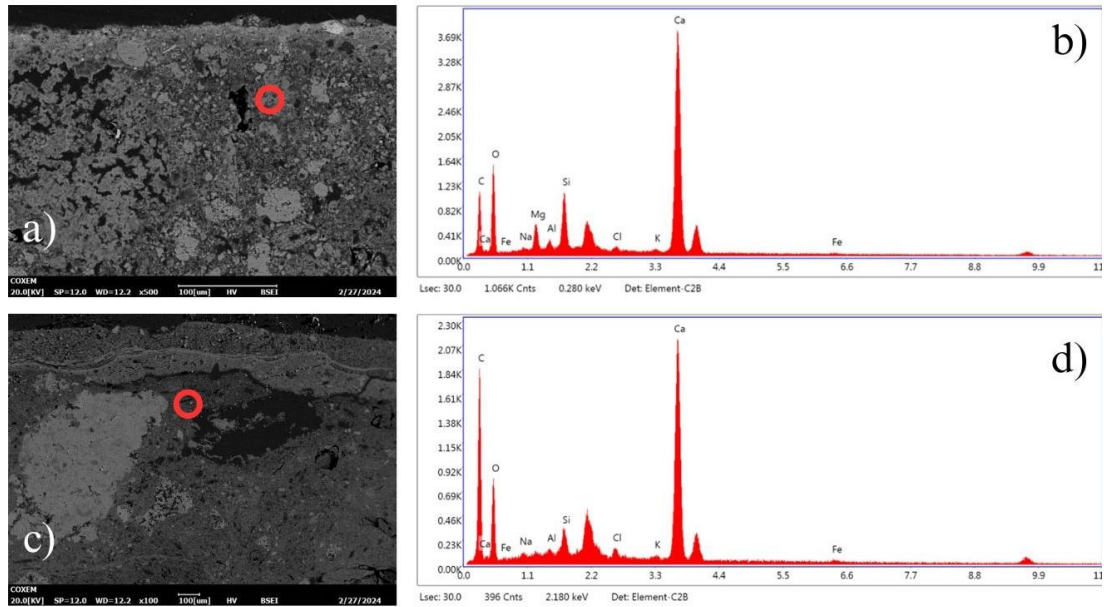 a)
COXEM
20.0[KV] SP=12.0 WD=12.2 x500 100[um] HV BSEI 2/27/2024
b)
3.69K
3.28K
2.87K
2.46K
2.05K
1.64K
1.23K
0.82K
0.41K
0.00K
C
Ca
O
Fe
Na
Mg
Al
Si
Cl
K
Ca
Fe
0.0 1.1 2.2 3.3 4.4 5.5 6.6 7.7 8.8 9.9 11
Lsec: 30.0 1.066K Cnts 0.280 keV Det: Element-C2B
c)
COXEM
20.0[KV] SP=12.0 WD=12.2 x100 100[um] HV BSEI 2/27/2024
d)
2.30K
2.07K
1.84K
1.61K
1.38K
1.15K
0.92K
0.69K
0.46K
0.23K
0.00K
C
Ca
O
Fe
Na
Al
Si
Cl
K
Ca
Fe
0.0 1.1 2.2 3.3 4.4 5.5 6.6 7.7 8.8 9.9 11
Lsec: 30.0 396 Cnts 2.180 keV Det: Element-C2B